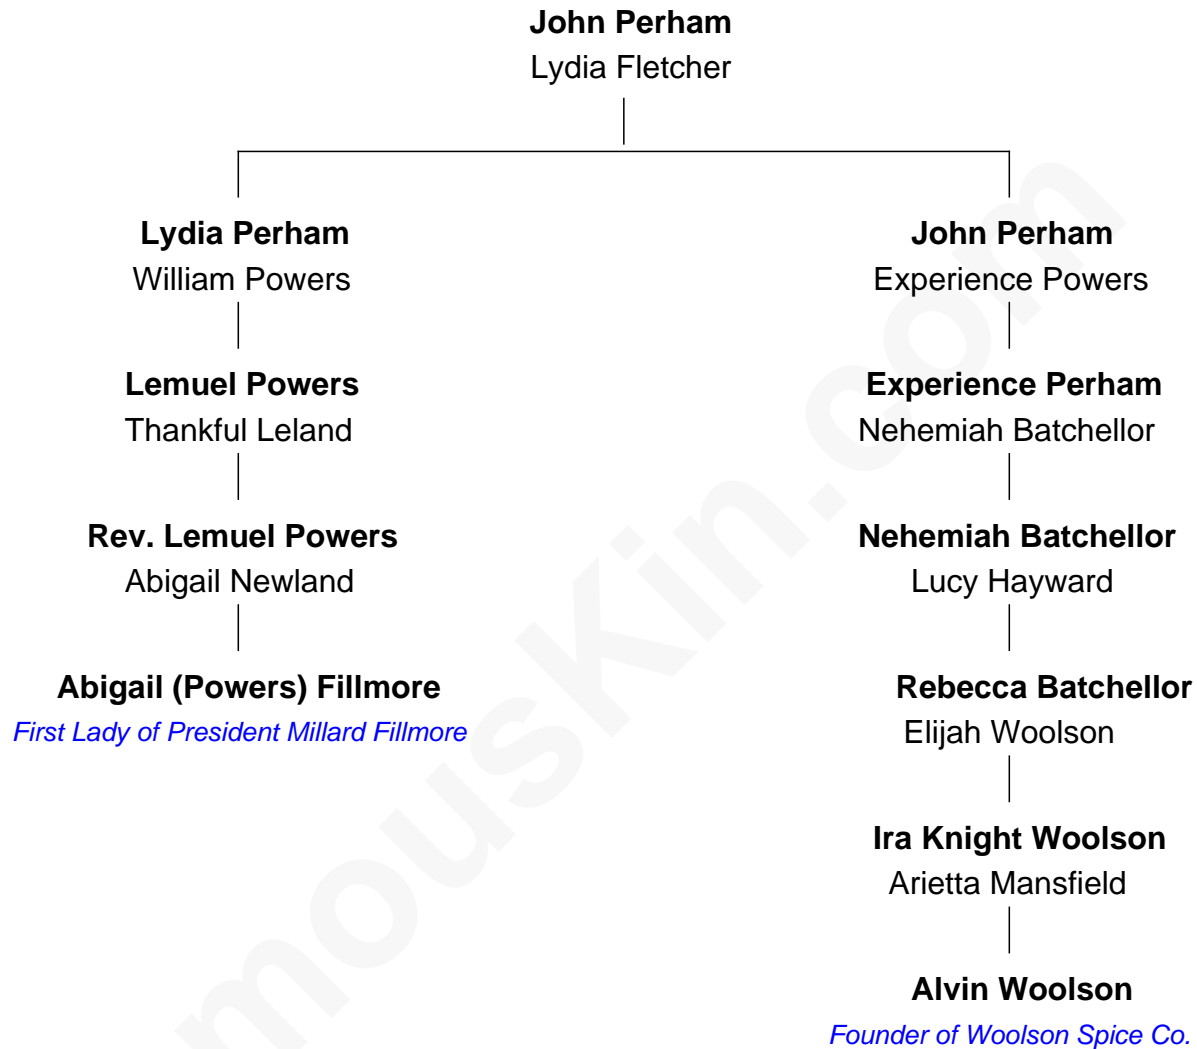 John Perham
Lydia Fletcher
Lydia Perham
William Powers
Lemuel Powers
Thankful Leland
Rev. Lemuel Powers
Abigail Newland
Abigail (Powers) Fillmore
First Lady of President Millard Fillmore
John Perham
Experience Powers
Experience Perham
Nehemiah Batchellor
Nehemiah Batchellor
Lucy Hayward
Rebecca Batchellor
Elijah Woolson
Ira Knight Woolson
Arietta Mansfield
Alvin Woolson
Founder of Woolson Spice Co.
mousKin.com